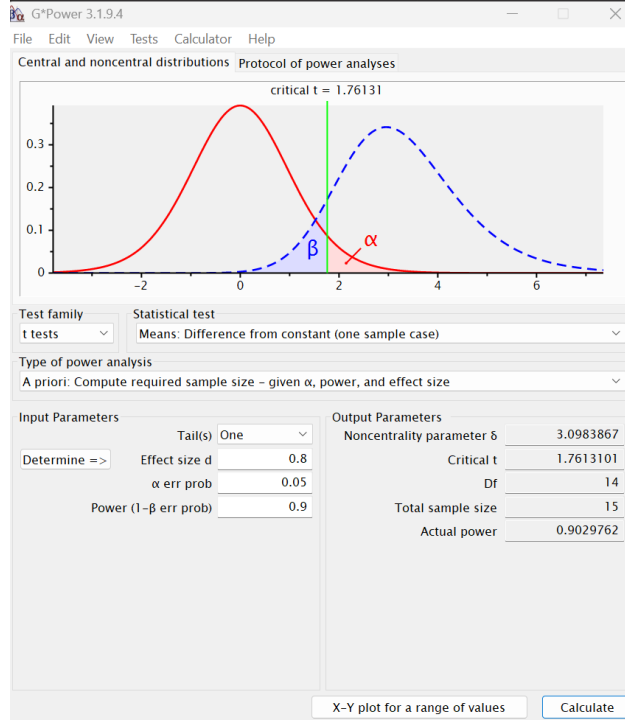 βα G*Power 3.1.9.4
File Edit View Tests Calculator Help
Central and noncentral distributions Protocol of power analyses
critical t = 1.76131
0.3
0.2
0.1
0
β α
-2 0 2 4 6
Test family Statistical test
t tests Means: Difference from constant (one sample case)
Type of power analysis
A priori: Compute required sample size - given α, power, and effect size
Input Parameters Output Parameters
Tail(s) One Noncentrality parameter δ 3.0983867
Determine => Effect size d 0.8 Critical t 1.7613101
α err prob 0.05 Df 14
Power (1-β err prob) 0.9 Total sample size 15
Actual power 0.9029762
X-Y plot for a range of values Calculate